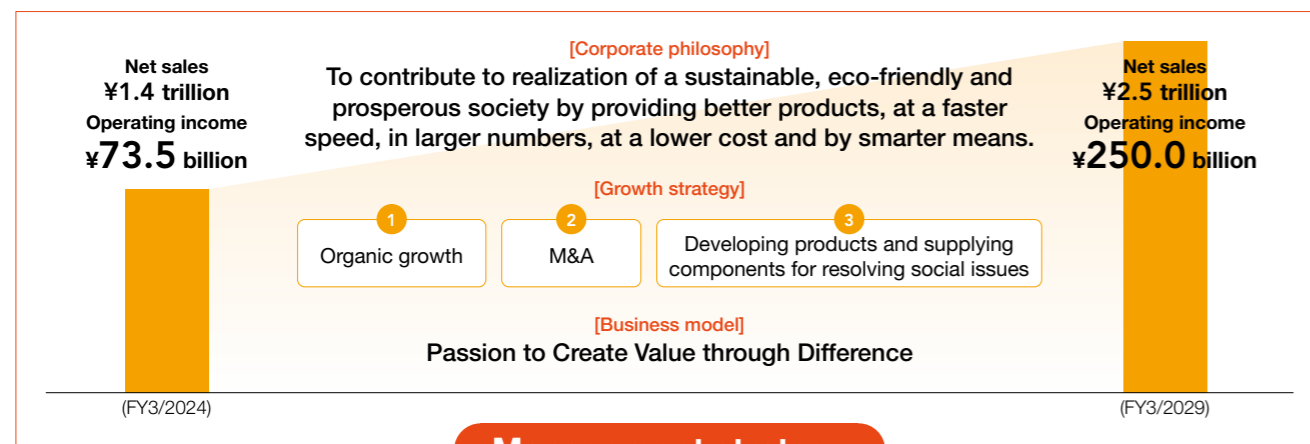 Net sales
¥1.4 trillion
Operating income
¥73.5 billion
(FY3/2024)
[Corporate philosophy]
To contribute to realization of a sustainable, eco-friendly and
prosperous society by providing better products, at a faster
speed, in larger numbers, at a lower cost and by smarter means.
[Growth strategy]
1
Organic growth
2
M&A
3
Developing products and supplying
components for resolving social issues
[Business model]
Passion to Create Value through Difference
Net sales
¥2.5 trillion
Operating income
¥250.0 billion
(FY3/2029)